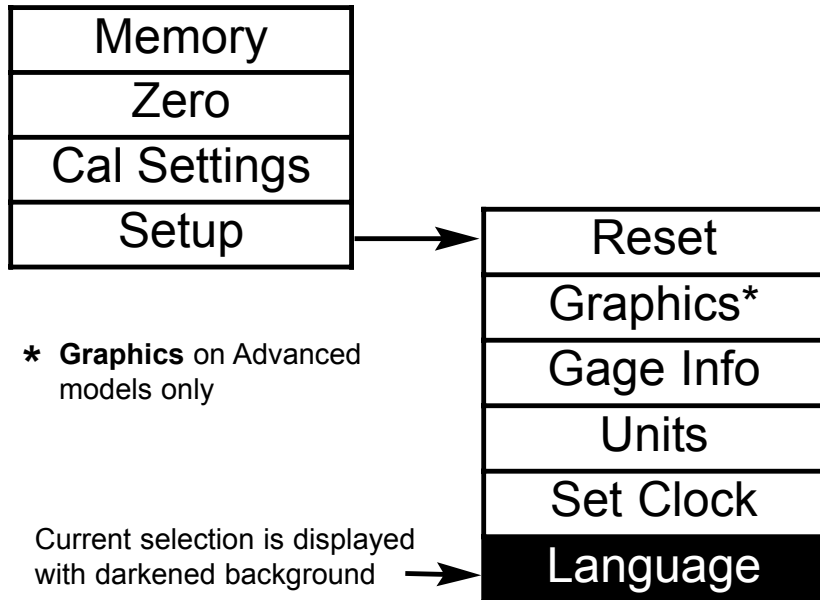 Memory
Zero
Cal Settings
Setup
Reset
Graphics*
Gage Info
Units
Set Clock
Language
* Graphics on Advanced
models only
Current selection is displayed
with darkened background